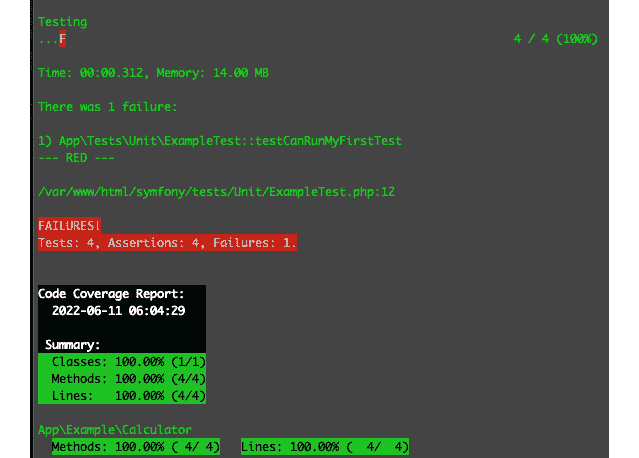 Testing
...F 4 / 4 (100%)
Time: 00:00.312, Memory: 14.00 MB
There was 1 failure:
1) App\Tests\Unit\ExampleTest::testCanRunMyFirstTest
--- RED ---
/var/www/html/symfony/tests/Unit/ExampleTest.php:12
FAILURES!
Tests: 4, Assertions: 4, Failures: 1.
Code Coverage Report:
2022-06-11 06:04:29
Summary:
Classes: 100.00% (1/1)
Methods: 100.00% (4/4)
Lines: 100.00% (4/4)
App\Example\Calculator
Methods: 100.00% ( 4/ 4) Lines: 100.00% ( 4/ 4)